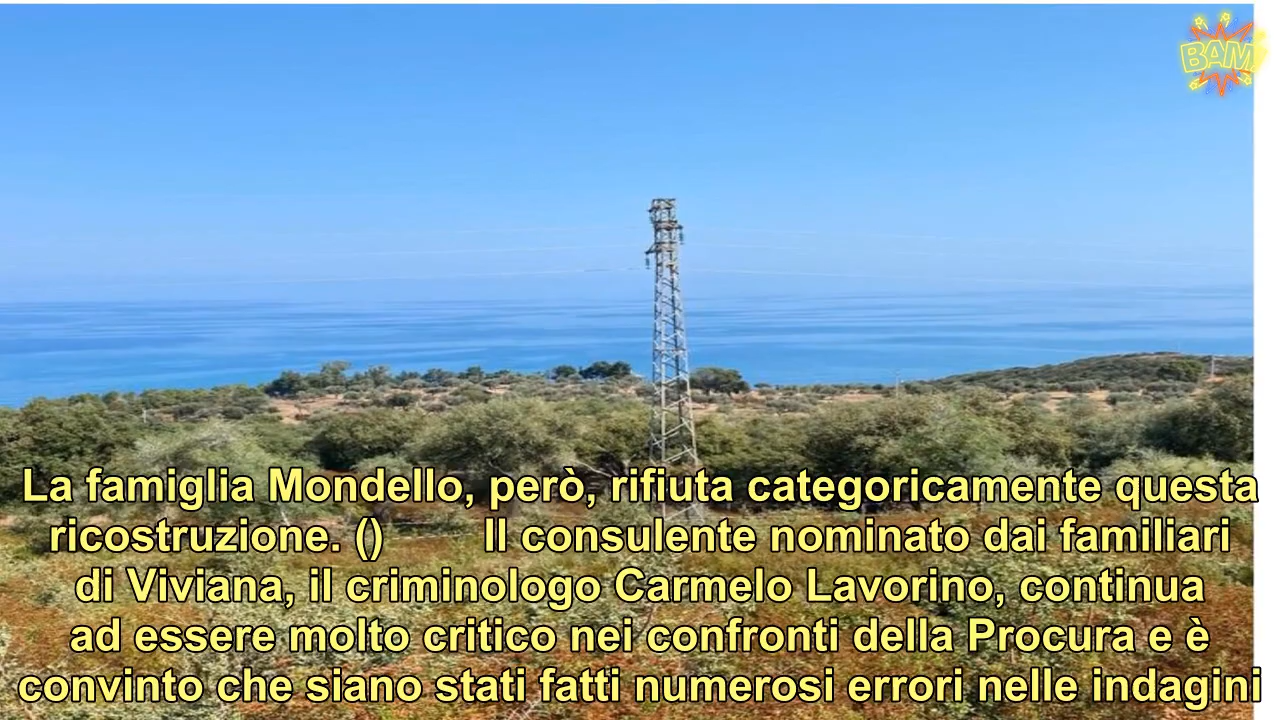 BAM
La famiglia Mondello, però, rifiuta categoricamente questa
ricostruzione. () Il consulente nominato dai familiari
di Viviana, il criminologo Carmelo Lavorino, continua
ad essere molto critico nei confronti della Procura e è
convinto che siano stati fatti numerosi errori nelle indagini